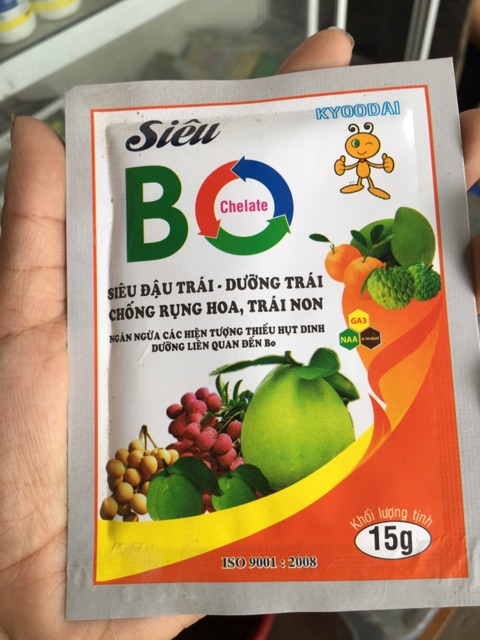 KYOODAI
Siêu
BO
Chelate
SIÊU ĐẬU TRÁI - DƯỠNG TRÁI
CHỐNG RỤNG HOA, TRÁI NON
NGĂN NGỪA CÁC HIỆN TƯỢNG THIẾU HỤT DINH
DƯỠNG LIÊN QUAN ĐẾN Bo
GA3
NAA
Khối lượng tịnh
15g
ISO 9001 : 2008